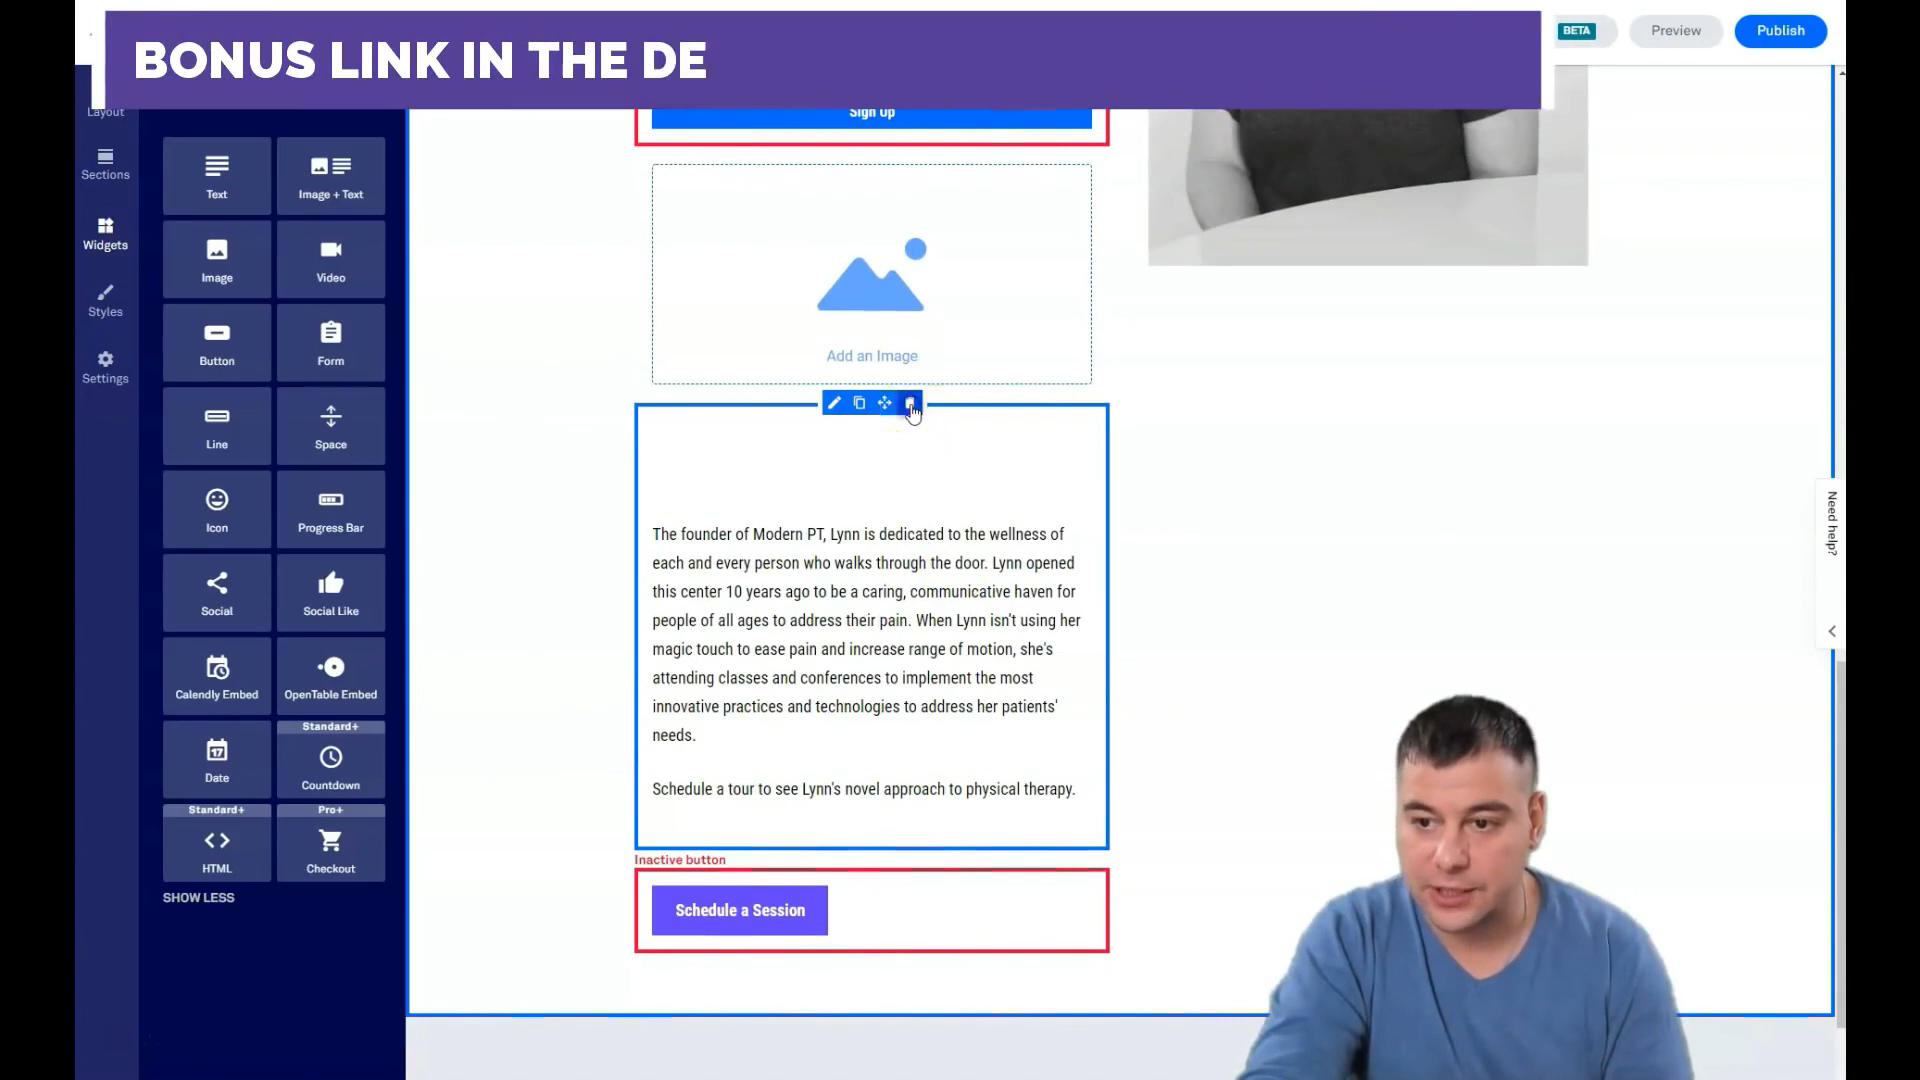 BONUS LINK IN THE DE
BETA
Preview
Publish
Layout
Sections
Widgets
Styles
Settings
Text
Image + Text
Image
Video
Button
Form
Line
Space
Icon
Progress Bar
Social
Social Like
Calendly Embed
OpenTable Embed
Date
17
Standard+
Countdown
Standard+
HTML
Pro+
Checkout
SHOW LESS
Sign Up
Add an Image
The founder of Modern PT, Lynn is dedicated to the wellness of
each and every person who walks through the door. Lynn opened
this center 10 years ago to be a caring, communicative haven for
people of all ages to address their pain. When Lynn isn't using her
magic touch to ease pain and increase range of motion, she's
attending classes and conferences to implement the most
innovative practices and technologies to address her patients'
needs.
Schedule a tour to see Lynn's novel approach to physical therapy.
Inactive button
Schedule a Session
Need help?